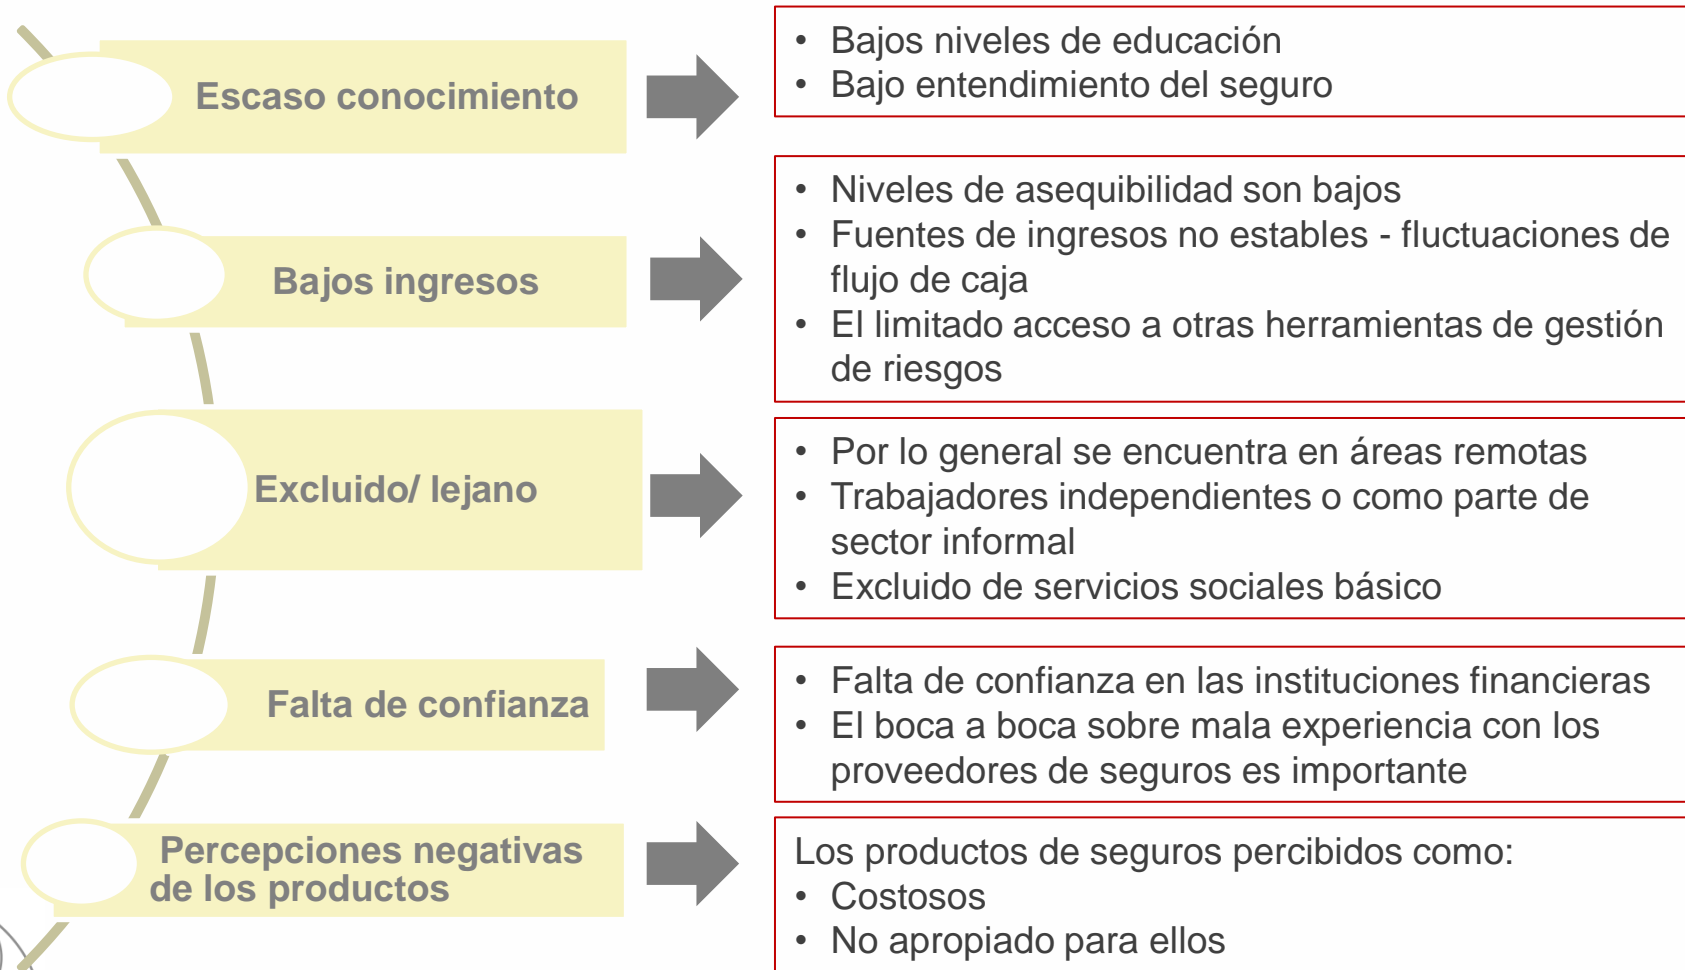 Escaso conocimiento
• Bajos niveles de educación
• Bajo entendimiento del seguro
Bajos ingresos
• Niveles de asequibilidad son bajos
• Fuentes de ingresos no estables - fluctuaciones de
flujo de caja
• El limitado acceso a otras herramientas de gestión
de riesgos
Excluido/ lejano
• Por lo general se encuentra en áreas remotas
• Trabajadores independientes o como parte de
sector informal
• Excluido de servicios sociales básico
Falta de confianza
• Falta de confianza en las instituciones financieras
• El boca a boca sobre mala experiencia con los
proveedores de seguros es importante
Percepciones negativas
de los productos
Los productos de seguros percibidos como:
• Costosos
• No apropiado para ellos